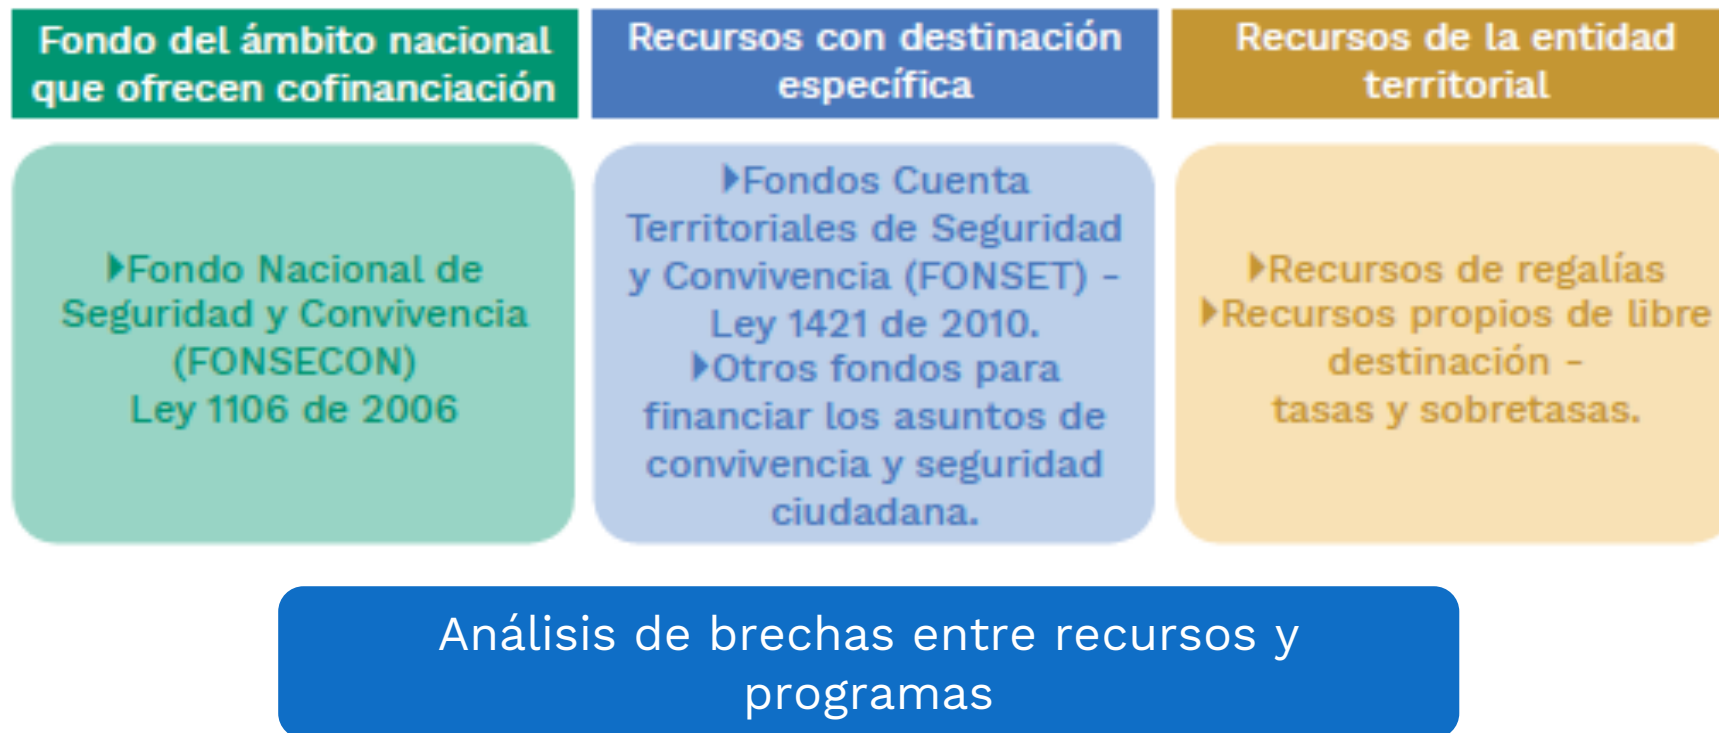 Fondo del ámbito nacional
que ofrecen cofinanciación
Recursos con destinación
específica
Recursos de la entidad
territorial
Fondo Nacional de
Seguridad y Convivencia
(FONSECON)
Ley 1106 de 2006
Fondos Cuenta
Territoriales de Seguridad
y Convivencia (FONSET) -
Ley 1421 de 2010.
Otros fondos para
financiar los asuntos de
convivencia y seguridad
ciudadana.
Recursos de regalías
Recursos propios de libre
destinación -
tasas y sobretasas.
Análisis de brechas entre recursos y
programas